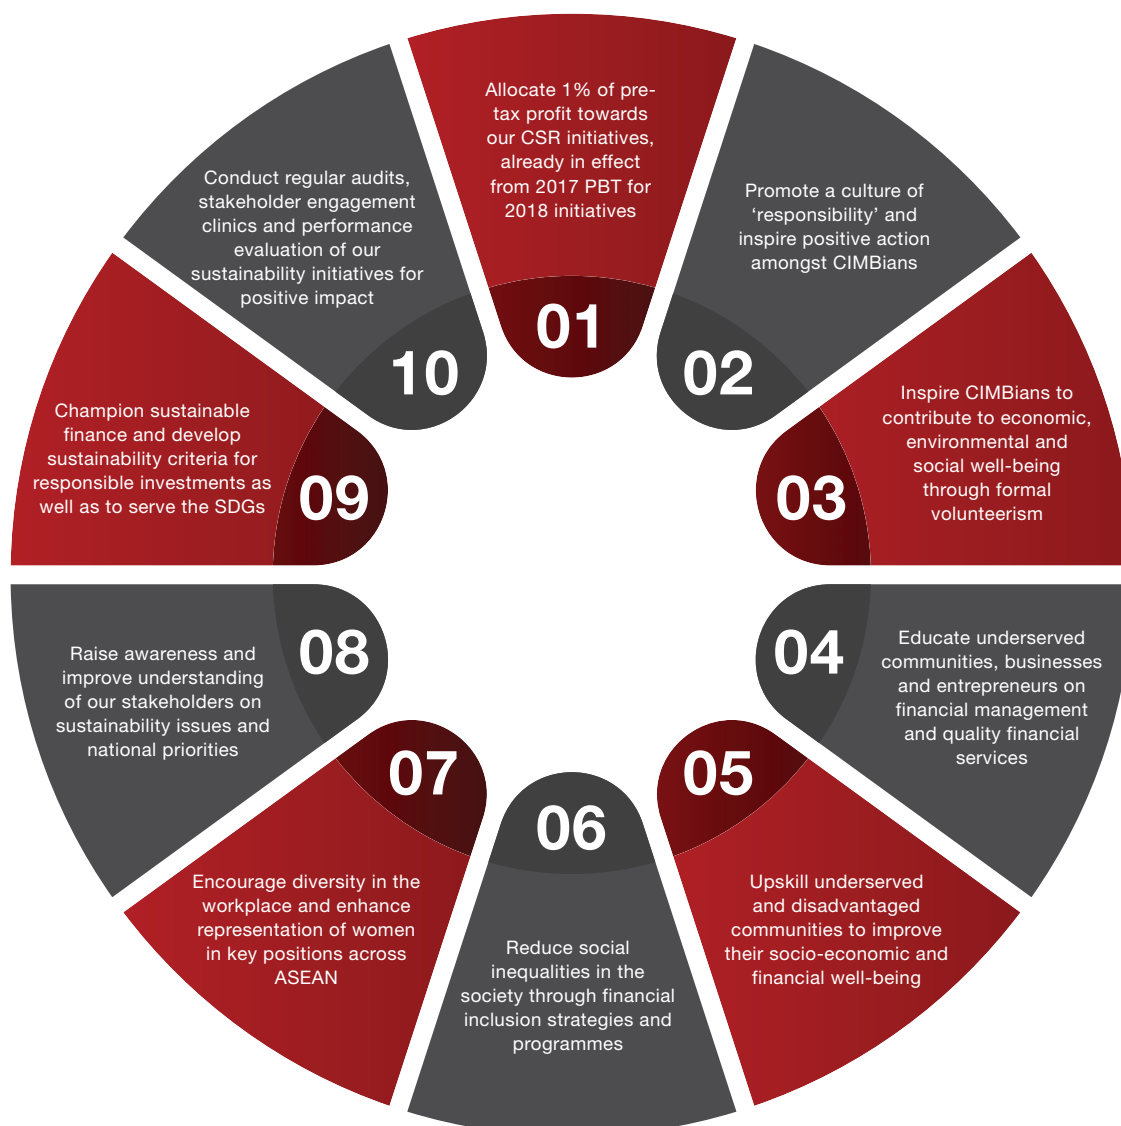 Allocate 1% of pre-
tax profit towards
our CSR initiatives,
already in effect
from 2017 PBT for
2018 initiatives
01
Promote a culture of
‘responsibility’ and
inspire positive action
amongst CIMBians
02
Inspire CIMBians to
contribute to economic,
environmental and
social well-being
through formal
volunteerism
03
Educate underserved
communities, businesses
and entrepreneurs on
financial management
and quality financial
services
04
Upskill underserved
and disadvantaged
communities to improve
their socio-economic and
financial well-being
05
Reduce social
inequalities in the
society through financial
inclusion strategies and
programmes
06
Encourage diversity in the
workplace and enhance
representation of women
in key positions across
ASEAN
07
Raise awareness and
improve understanding
of our stakeholders on
sustainability issues and
national priorities
08
Champion sustainable
finance and develop
sustainability criteria for
responsible investments as
well as to serve the SDGs
09
Conduct regular audits,
stakeholder engagement
clinics and performance
evaluation of our
sustainability initiatives for
positive impact
10